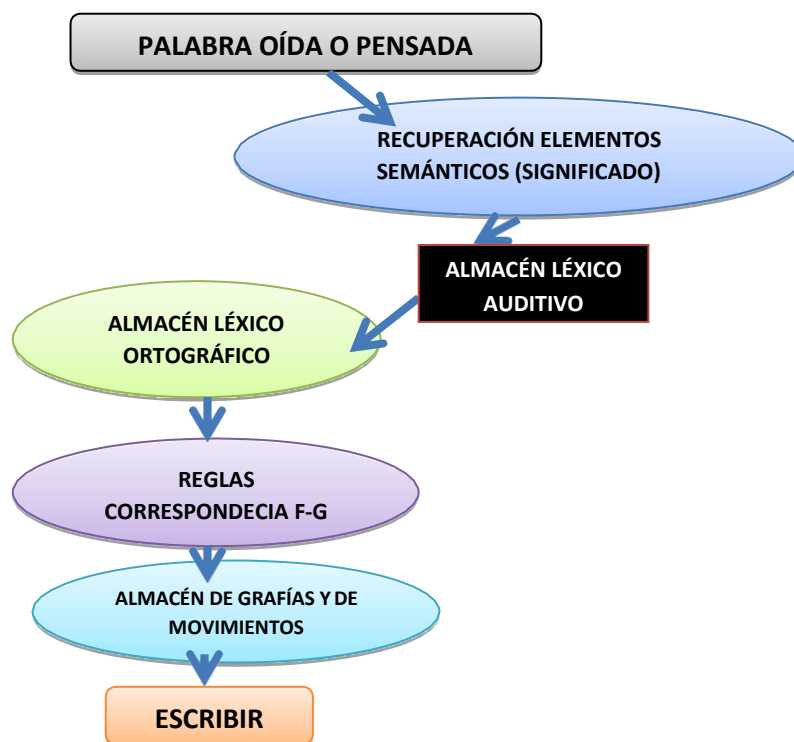 PALABRA OÍDA O PENSADA
RECUPERACIÓN ELEMENTOS
SEMÁNTICOS (SIGNIFICADO)
ALMACÉN LÉXICO
AUDITIVO
ALMACÉN LÉXICO
ORTOGRÁFICO
REGLAS
CORRESPONDECIA F-G
ALMACÉN DE GRAFÍAS Y DE
MOVIMIENTOS
ESCRIBIR